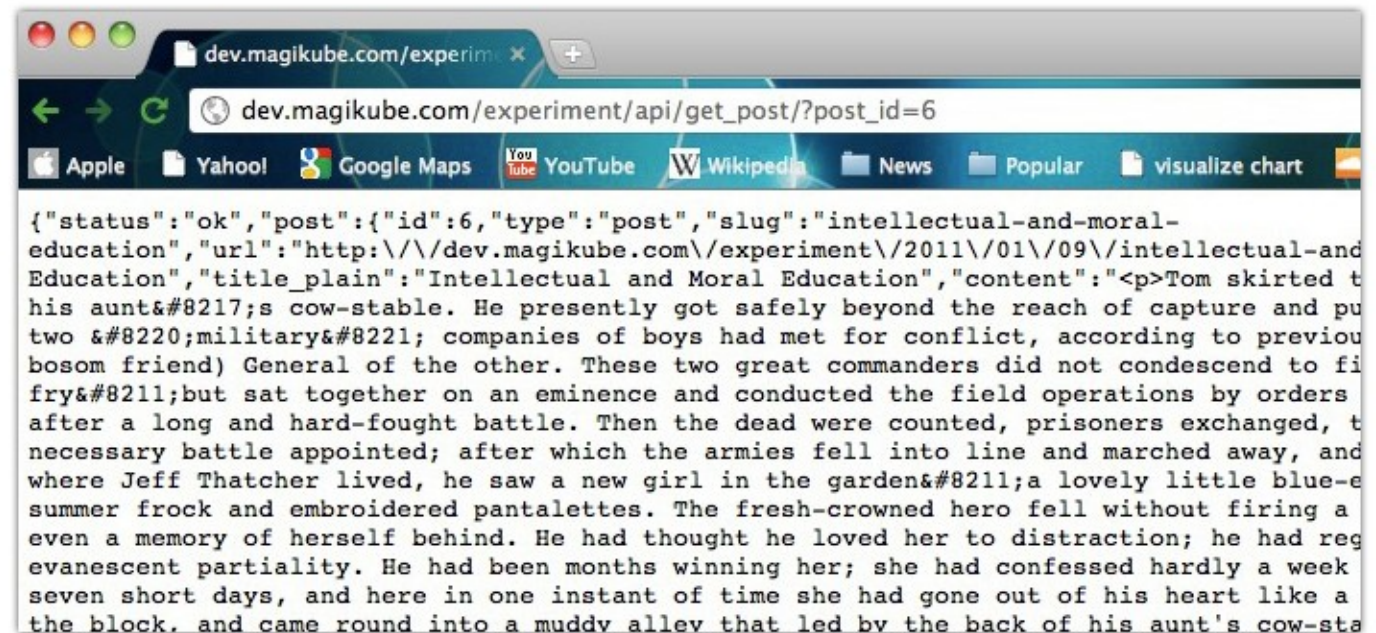 dev.magikube.com/experime
dev.magikube.com/experiment/api/get_post/?post_id=6
Apple Yahoo! Google Maps You Tube YouTube W Wikipedia News Popular visualize chart
{"status":"ok","post":{"id":6,"type":"post","slug":"intellectual-and-moral-
education","url":"http:\/\/dev.magikube.com\/experiment\/2011\/01\/09\/intellectual-and
Education","title_plain":"Intellectual and Moral Education","content":"<p>Tom skirted t
his aunt&#8217;s cow-stable. He presently got safely beyond the reach of capture and pu
two &#8220;military&#8221; companies of boys had met for conflict, according to previou
bosom friend) General of the other. These two great commanders did not condescend to fi
fry&#8211;but sat together on an eminence and conducted the field operations by orders
after a long and hard-fought battle. Then the dead were counted, prisoners exchanged, t
necessary battle appointed; after which the armies fell into line and marched away, and
where Jeff Thatcher lived, he saw a new girl in the garden&#8211;a lovely little blue-e
summer frock and embroidered pantalettes. The fresh-crowned hero fell without firing a
even a memory of herself behind. He had thought he loved her to distraction; he had reg
evanescent partiality. He had been months winning her; she had confessed hardly a week
seven short days, and here in one instant of time she had gone out of his heart like a
the block, and came round into a muddy alley that led by the back of his aunt's cow-sta